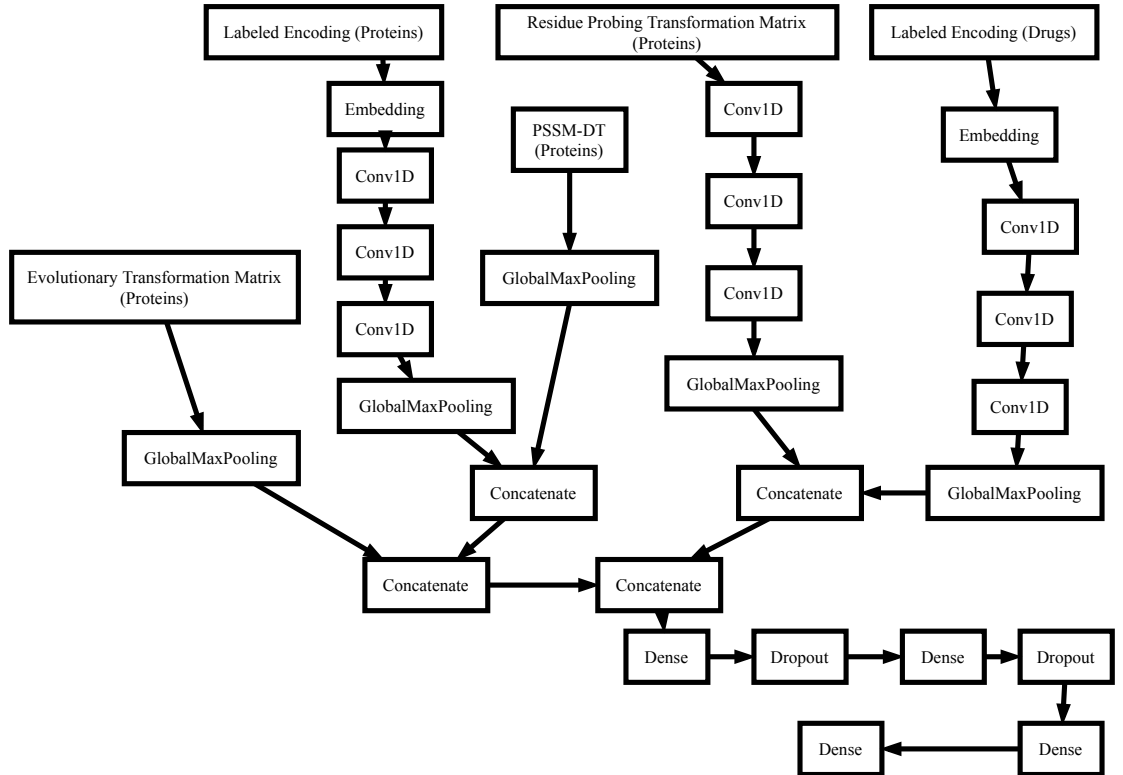 Labeled Encoding (Proteins)
Residue Probing Transformation Matrix
(Proteins)
Labeled Encoding (Drugs)
Embedding
Conv1D
PSSM-DT
(Proteins)
Embedding
Conv1D
Conv1D
Conv1D
Conv1D
Evolutionary Transformation Matrix
(Proteins)
GlobalMaxPooling
Conv1D
Conv1D
Conv1D
GlobalMaxPooling
GlobalMaxPooling
Conv1D
GlobalMaxPooling
Concatenate
Concatenate
GlobalMaxPooling
Concatenate
Concatenate
Dense
Dropout
Dense
Dropout
Dense
Dense